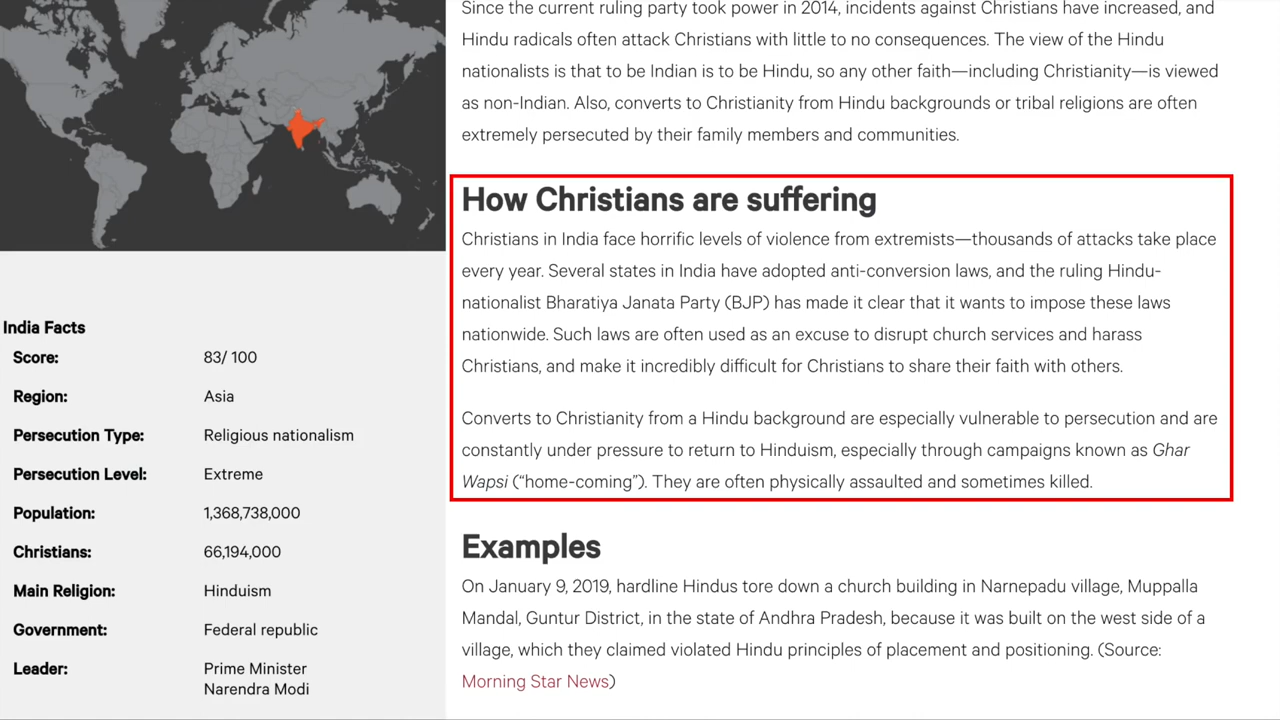 Since the current ruling party took power in 2014, incidents against Christians have increased, and
Hindu radicals often attack Christians with little to no consequences. The view of the Hindu
nationalists is that to be Indian is to be Hindu, so any other faith—including Christianity—is viewed
as non-Indian. Also, converts to Christianity from Hindu backgrounds or tribal religions are often
extremely persecuted by their family members and communities.
How Christians are suffering
Christians in India face horrific levels of violence from extremists—thousands of attacks take place
every year. Several states in India have adopted anti-conversion laws, and the ruling Hindu-
nationalist Bharatiya Janata Party (BJP) has made it clear that it wants to impose these laws
nationwide. Such laws are often used as an excuse to disrupt church services and harass
Christians, and make it incredibly difficult for Christians to share their faith with others.
Converts to Christianity from a Hindu background are especially vulnerable to persecution and are
constantly under pressure to return to Hinduism, especially through campaigns known as Ghar
Wapsi (“home-coming”). They are often physically assaulted and sometimes killed.
Examples
On January 9, 2019, hardline Hindus tore down a church building in Narnepadu village, Muppalla
Mandal, Guntur District, in the state of Andhra Pradesh, because it was built on the west side of a
village, which they claimed violated Hindu principles of placement and positioning. (Source:
Morning Star News)
India Facts
Score: 83/ 100
Region: Asia
Persecution Type: Religious nationalism
Persecution Level: Extreme
Population: 1,368,738,000
Christians: 66,194,000
Main Religion: Hinduism
Government: Federal republic
Leader: Prime Minister
Narendra Modi